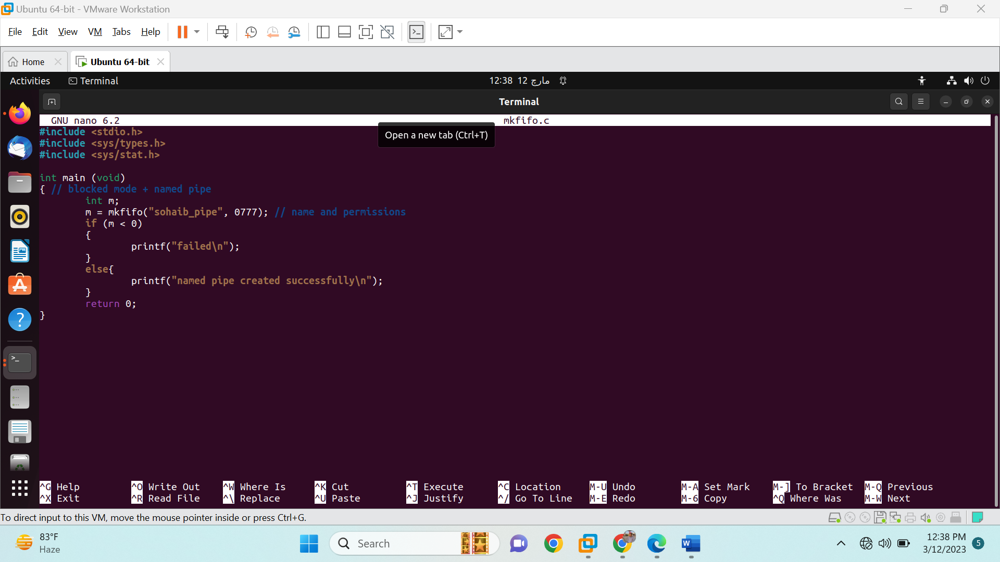 Ubuntu 64-bit - VMware Workstation
File Edit View VM Tabs Help
Home Ubuntu 64-bit
Activities Terminal 12:38 12 مارچ
Terminal
GNU nano 6.2 mkfifo.c
#include <stdio.h>
Open a new tab (Ctrl+T)
#include <sys/types.h>
#include <sys/stat.h>
int main (void)
{ // blocked mode + named pipe
int m;
m = mkfifo("sohaib_pipe", 0777); // name and permissions
if (m < 0)
{
printf("failed\n");
}
else{
printf("named pipe created successfully\n");
}
return 0;
}
^G Help ^O Write Out ^W Where Is ^K Cut ^T Execute ^C Location M-U Undo M-A Set Mark M-] To Bracket M-Q Previous
^X Exit ^R Read File ^\ Replace ^U Paste ^J Justify ^/ Go To Line M-E Redo M-6 Copy ^Q Where Was M-W Next
To direct input to this VM, move the mouse pointer inside or press Ctrl+G.
83°F
Haze
Search
12:38 PM
3/12/2023
5